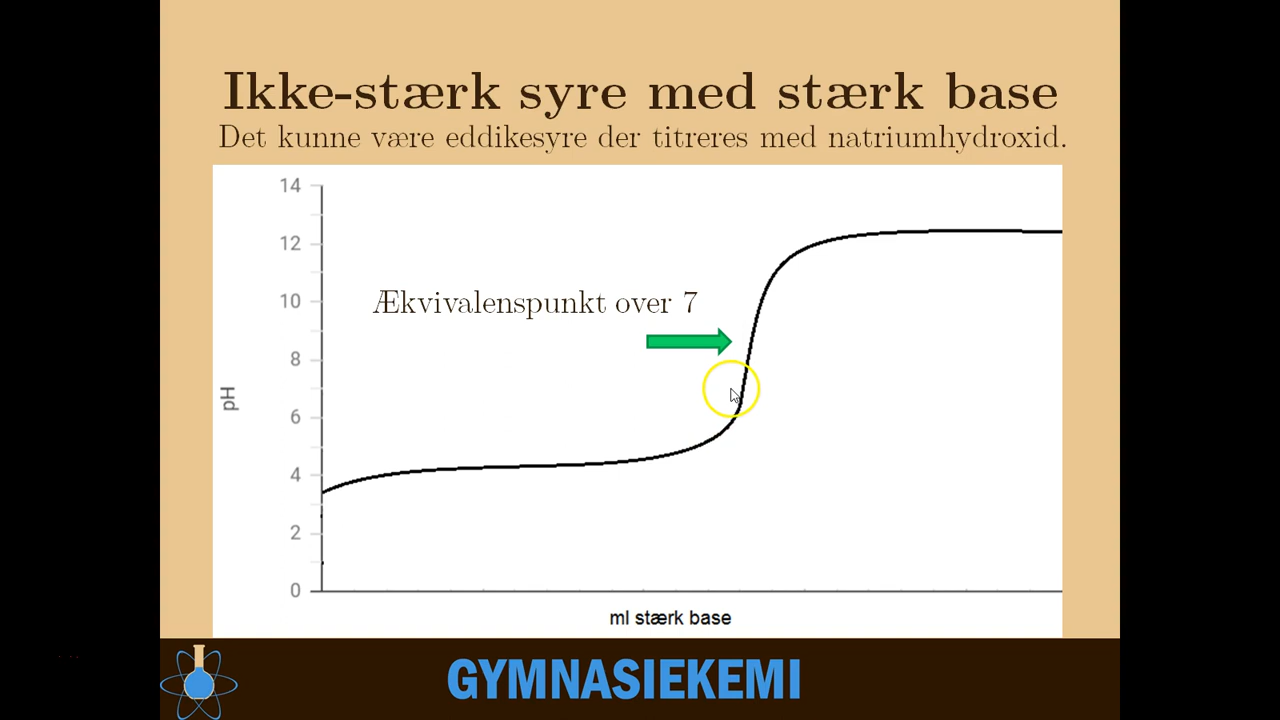 Ikke-stærk syre med stærk base
Det kunne være eddikesyre der titreres med natriumhydroxid.
14
12
Ækvivalenspunkt over 7
10
8
pH
6
4
2
0
ml stærk base
GYMNASIEKEMI